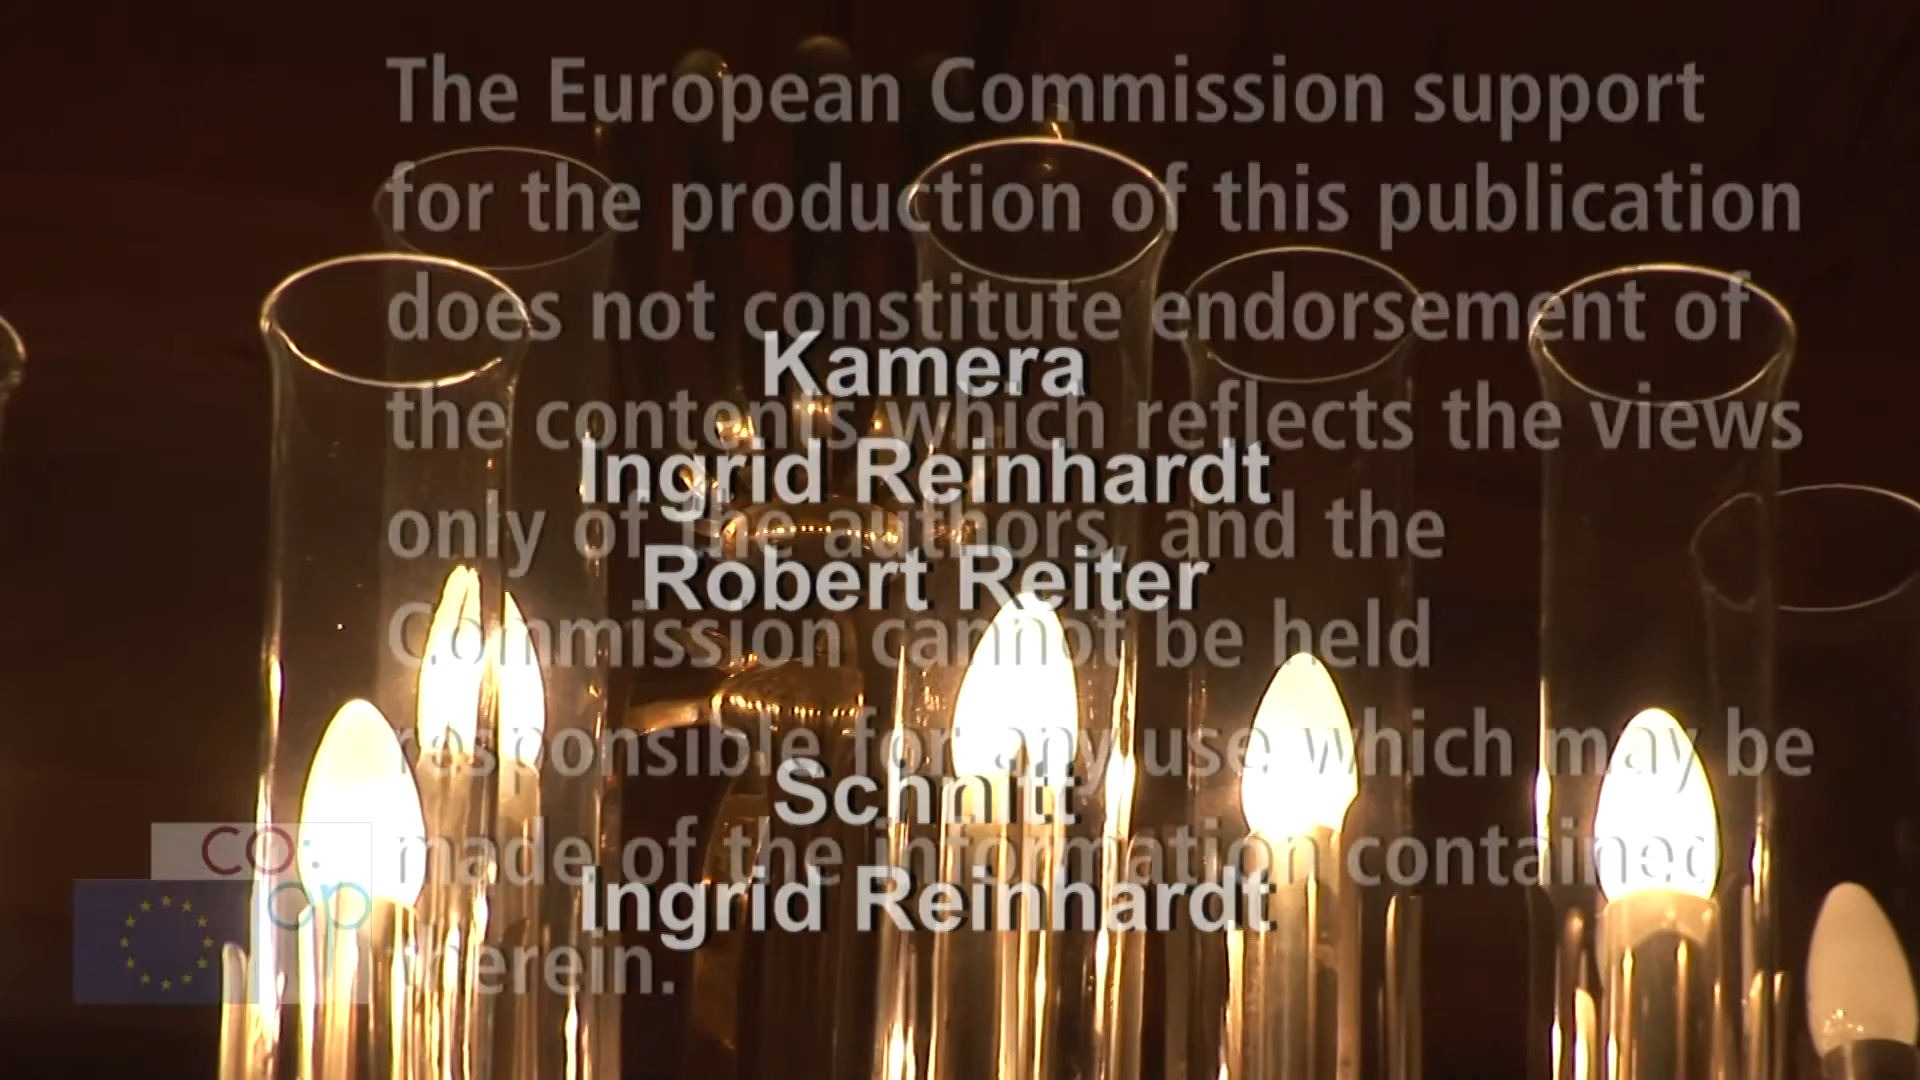 The European Commission support
for the production of this publication
does not constitute endorsement of
the contents which reflects the views
only of the authors, and the
Commission cannot be held
responsible for any use which may be
made of the information contained
therein.
Kamera
Ingrid Reinhardt
Robert Reiter
Schnitt
Ingrid Reinhardt
co:
op